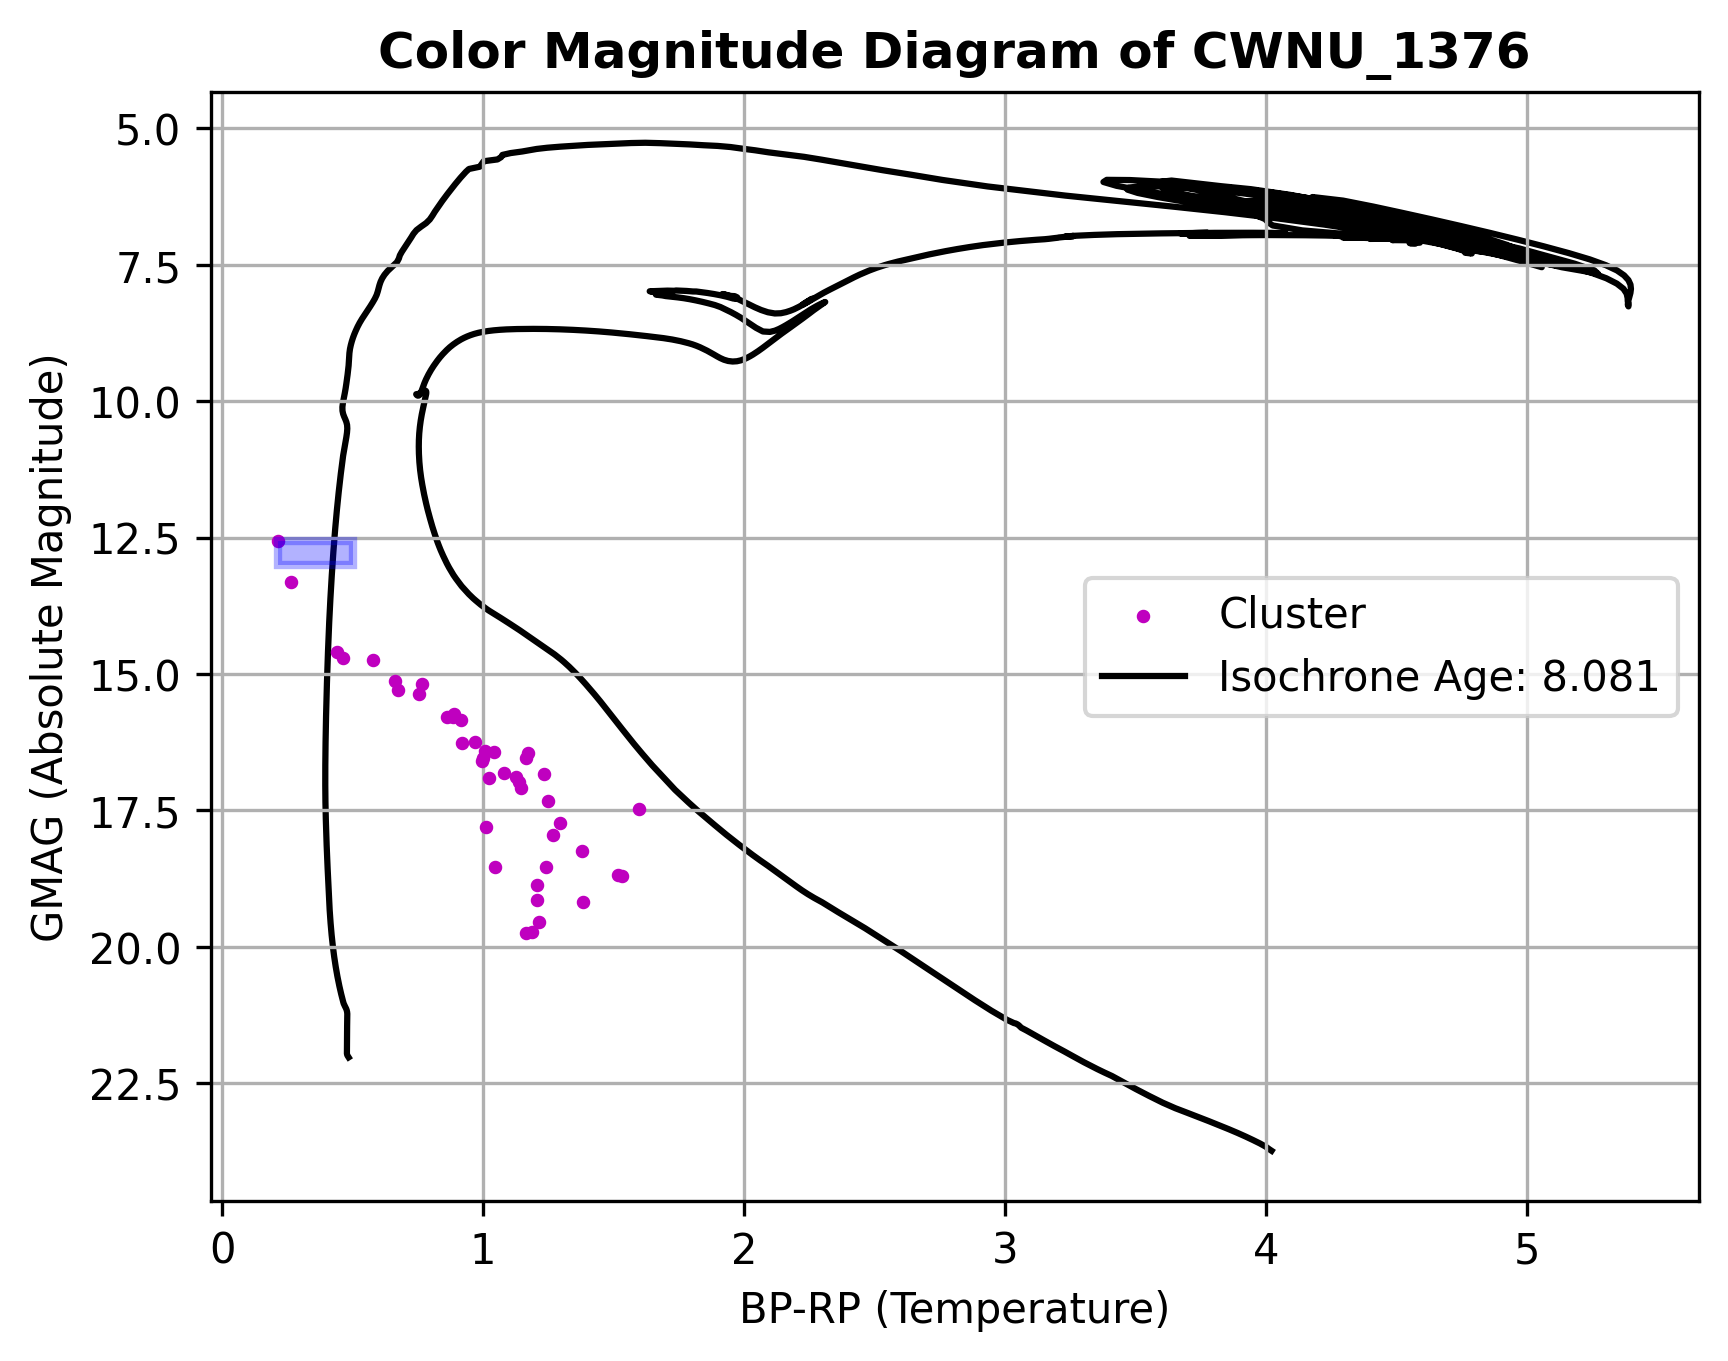 Color Magnitude Diagram of CWNU_1376
GMAG (Absolute Magnitude)
5.0
7.5
10.0
12.5
15.0
17.5
20.0
22.5
Cluster
Isochrone Age: 8.081
0 1 2 3 4 5
BP-RP (Temperature)